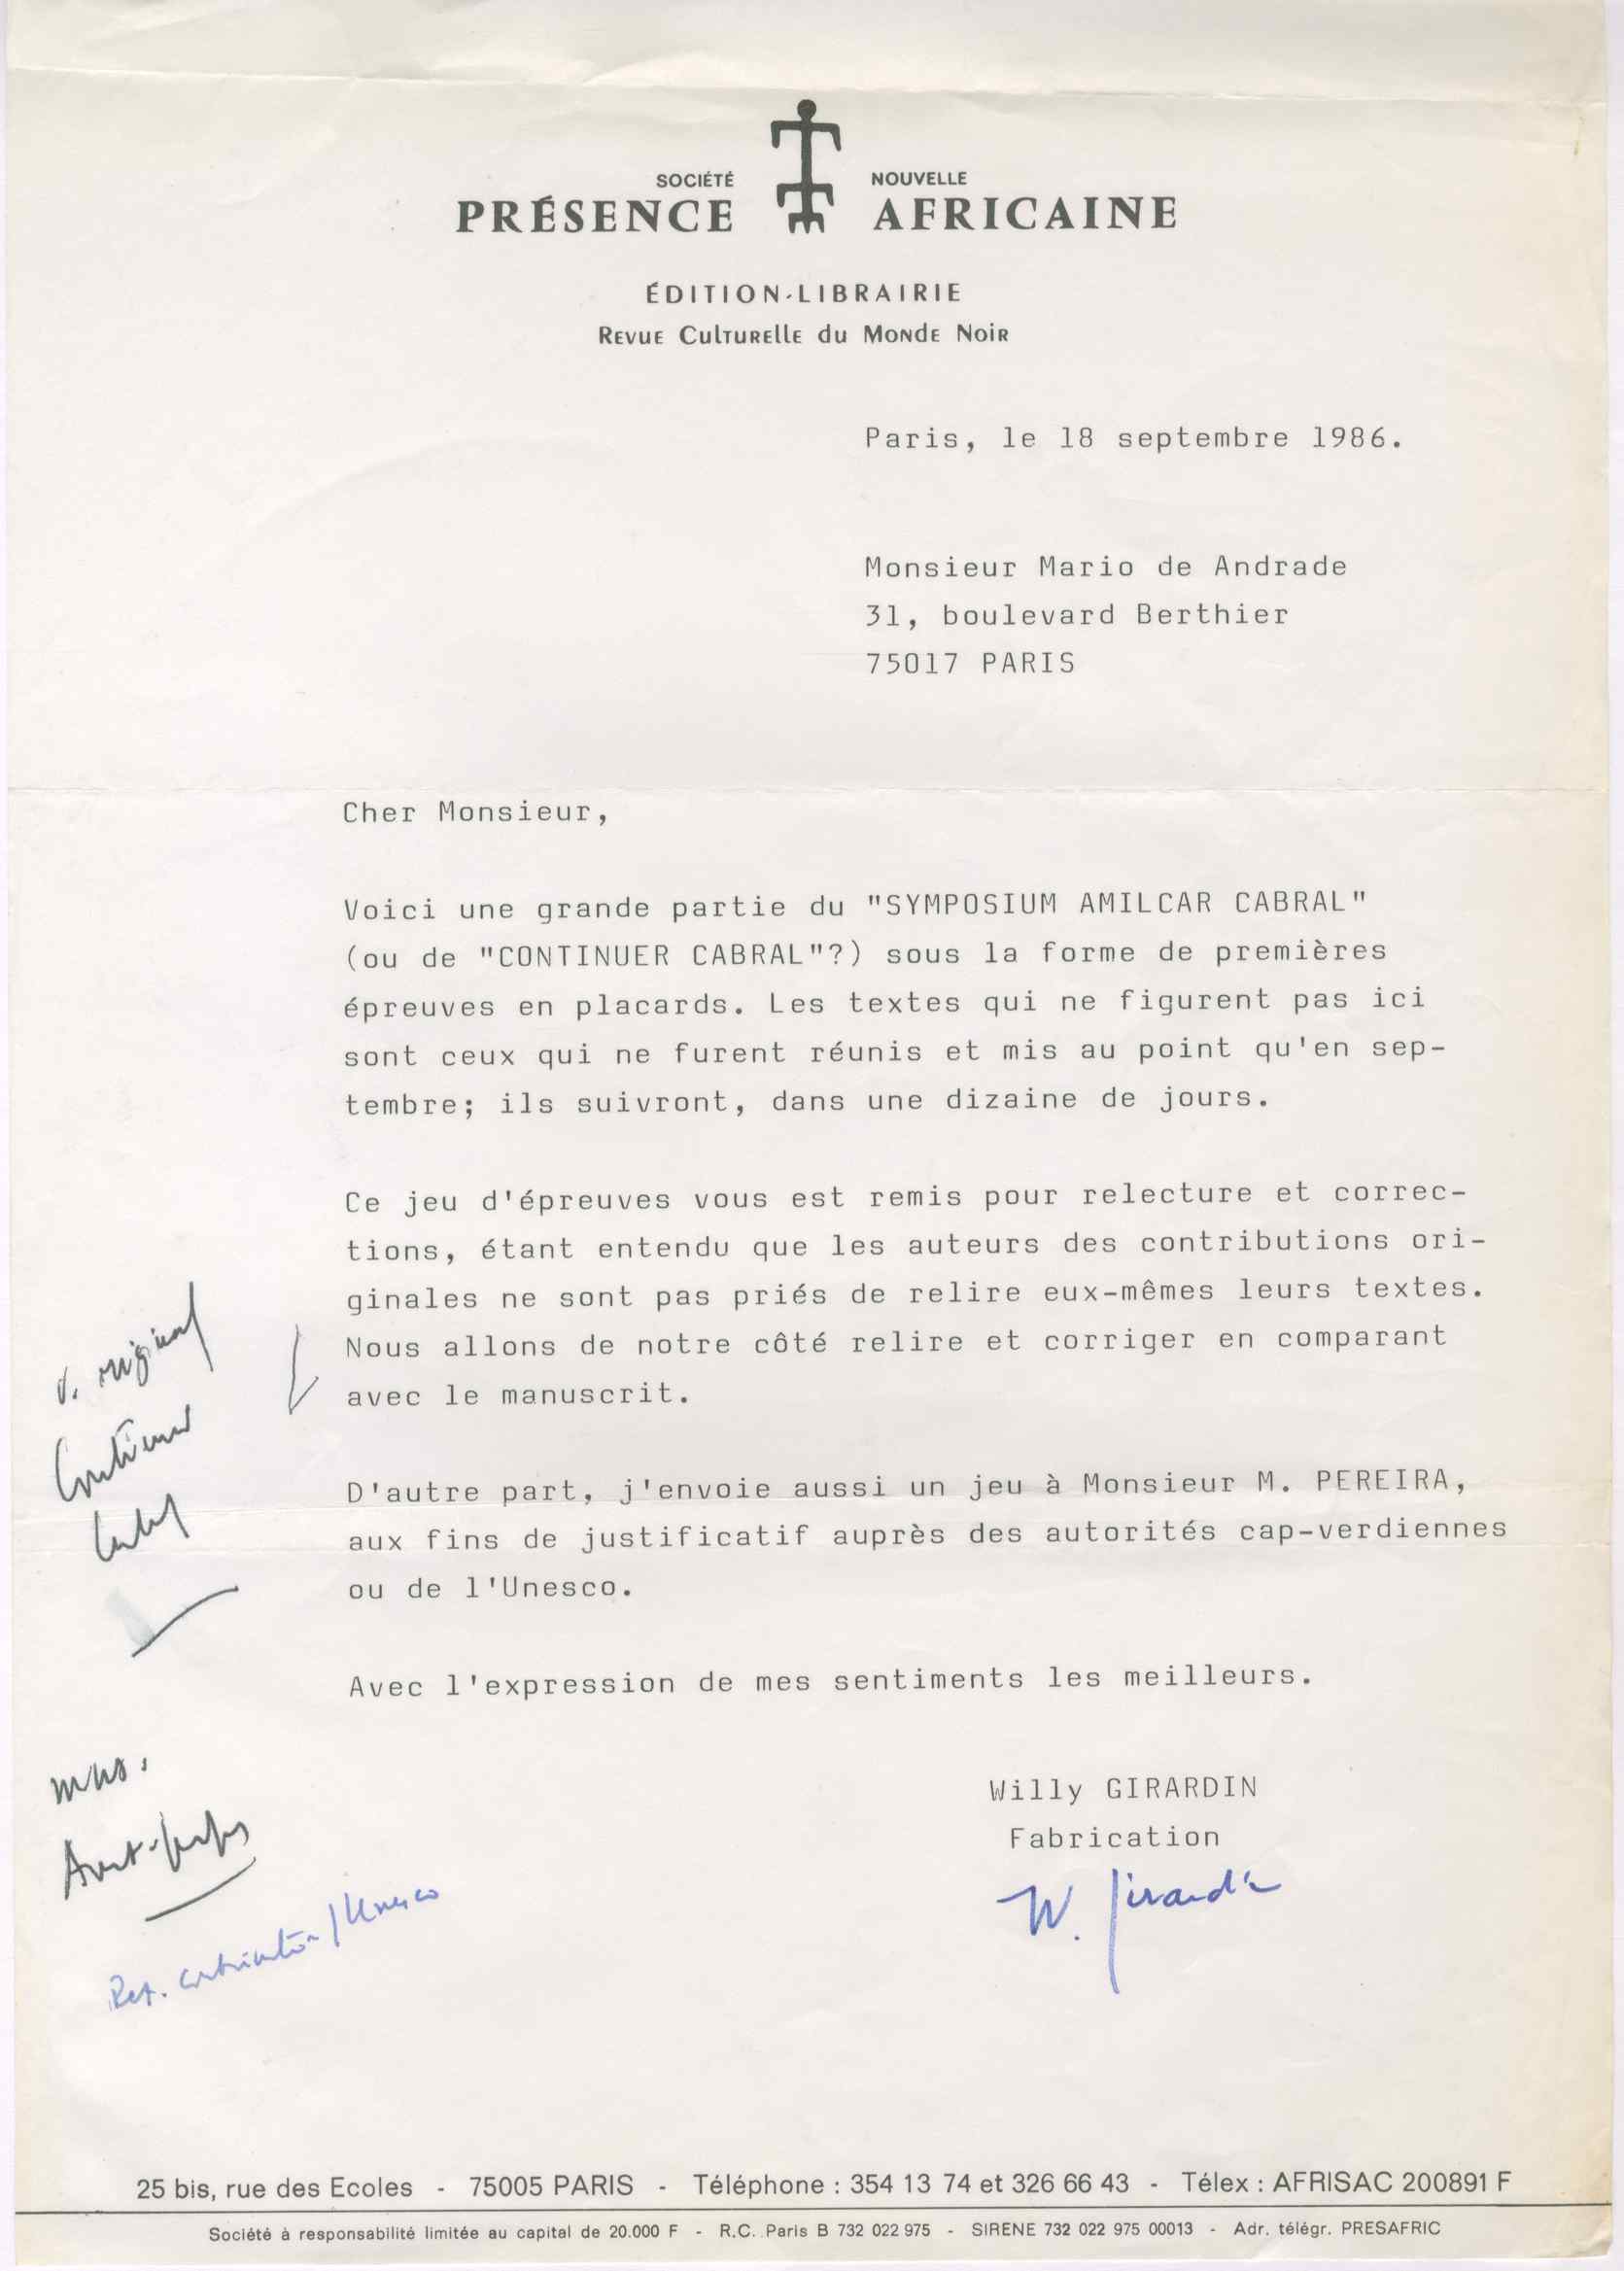 SOCIÉTÉ NOUVELLE
PRÉSENCE AFRICAINE
ÉDITION-LIBRAIRIE
Revue Culturelle du Monde Noir
Paris, le 18 septembre 1986.
Monsieur Mario de Andrade
31, boulevard Berthier
75017 PARIS
Cher Monsieur,
Voici une grande partie du "SYMPOSIUM AMILCAR CABRAL"
(ou de "CONTINUER CABRAL"?) sous la forme de premières
épreuves en placards. Les textes qui ne figurent pas ici
sont ceux qui ne furent réunis et mis au point qu'en sep-
tembre; ils suivront, dans une dizaine de jours.
Ce jeu d'épreuves vous est remis pour relecture et correc-
tions, étant entendu que les auteurs des contributions ori-
ginales ne sont pas priés de relire eux-mêmes leurs textes.
Nous allons de notre côté relire et corriger en comparant
avec le manuscrit.
v. original
Continuer
Cabral
D'autre part, j'envoie aussi un jeu à Monsieur M. PEREIRA,
aux fins de justificatif auprès des autorités cap-verdiennes
ou de l'Unesco.
Avec l'expression de mes sentiments les meilleurs.
Willy GIRARDIN
Fabrication
W. Girardin
mns.
Avant-propos
contribution / Unesco
25 bis, rue des Ecoles - 75005 PARIS - Téléphone : 354 13 74 et 326 66 43 - Télex : AFRISAC 200891 F
Société à responsabilité limitée au capital de 20.000 F - R.C. Paris B 732 022 975 - SIRENE 732 022 975 00013 - Adr. télégr. PRESAFRIC